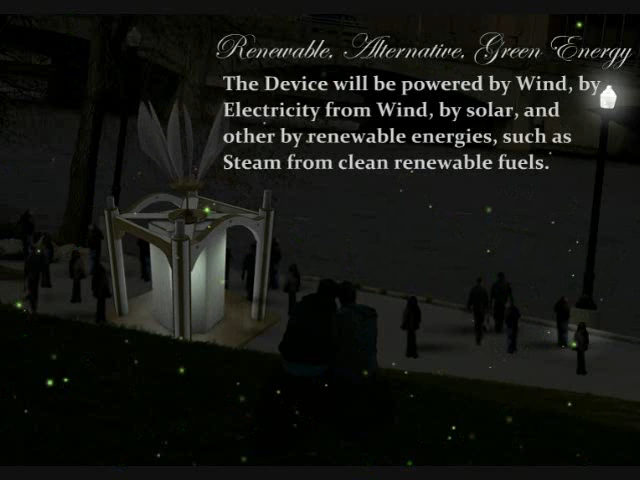 Renewable, Alternative, Green Energy
The Device will be powered by Wind, by
Electricity from Wind, by solar, and
other by renewable energies, such as
Steam from clean renewable fuels.